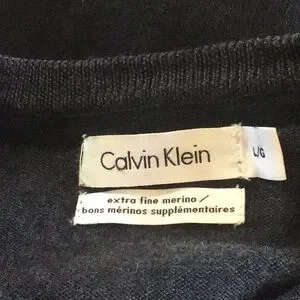 Calvin Klein
L/G
extra fine merino /
bons mérinos supplémentaires